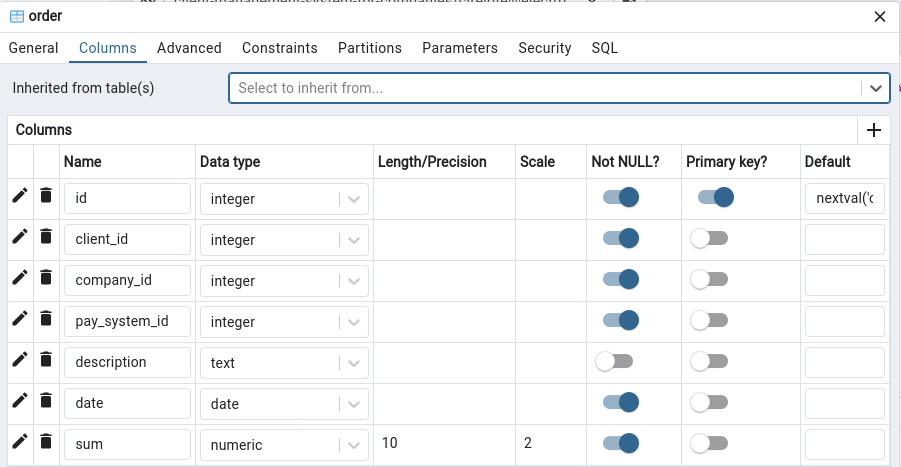 order
General Columns Advanced Constraints Partitions Parameters Security SQL
Inherited from table(s) Select to inherit from...
Columns
Name Data type Length/Precision Scale Not NULL? Primary key? Default
id integer nextval('c
client_id integer
company_id integer
pay_system_id integer
description text
date date
sum numeric 10 2